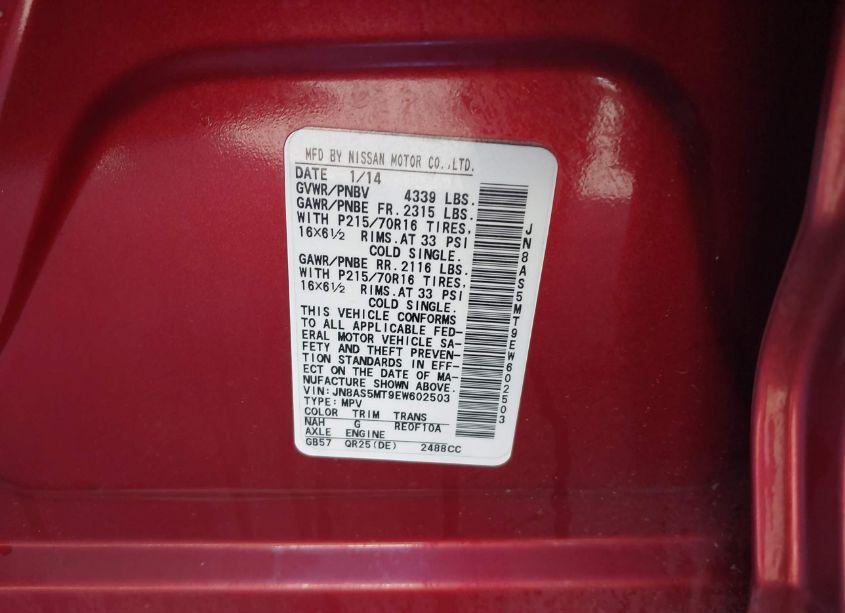 MFD BY NISSAN MOTOR CO.,LTD.
DATE 1/14
GVWR/PNBV 4339 LBS.
GAWR/PNBE FR. 2315 LBS.
WITH P215/70R16 TIRES,
16×6½ RIMS.AT 33 PSI
COLD SINGLE.
GAWR/PNBE RR. 2116 LBS.
WITH P215/70R16 TIRES,
16×6½ RIMS.AT 33 PSI
COLD SINGLE.
THIS VEHICLE CONFORMS
TO ALL APPLICABLE FED-
ERAL MOTOR VEHICLE SA-
FETY AND THEFT PREVEN-
TION STANDARDS IN EFF-
ECT ON THE DATE OF MA-
NUFACTURE SHOWN ABOVE.
VIN: JN8AS5MT9EW602503
TYPE: MPV
COLOR TRIM TRANS
NAH G RE0F10A
AXLE ENGINE
GB57 QR25(DE) 2488CC
JN8AS5MT9EW602503